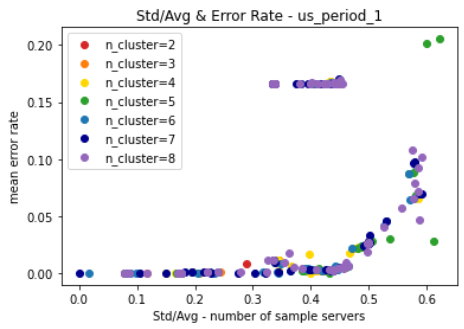 Std/Avg & Error Rate - us_period_1
mean error rate
0.20
0.15
0.10
0.05
0.00
n_cluster=2
n_cluster=3
n_cluster=4
n_cluster=5
n_cluster=6
n_cluster=7
n_cluster=8
0.0 0.1 0.2 0.3 0.4 0.5 0.6
Std/Avg - number of sample servers